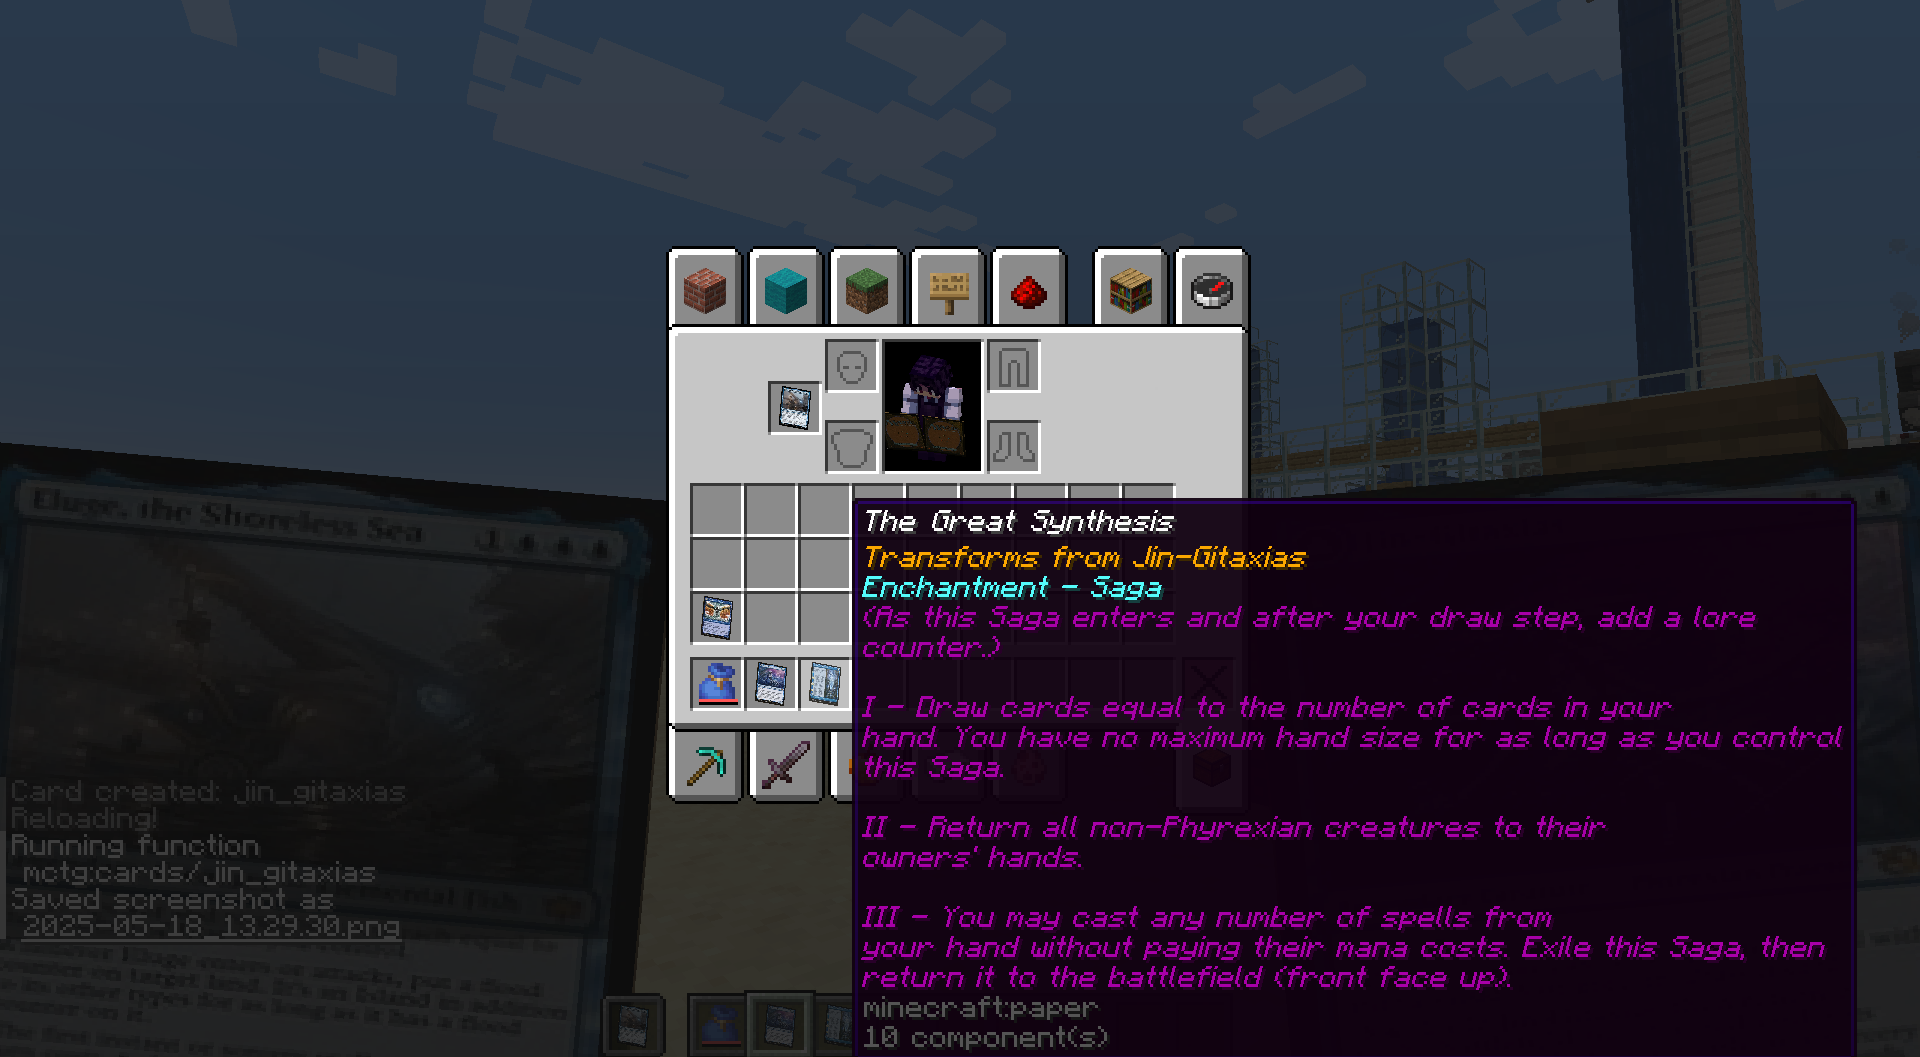 The Great Synthesis
Transforms from Jin-Gitaxias
Enchantment - Saga
(As this Saga enters and after your draw step, add a lore
counter.)
I - Draw cards equal to the number of cards in your
hand. You have no maximum hand size for as long as you control
this Saga.
II - Return all non-Phyrexian creatures to their
owners' hands.
III - You may cast any number of spells from
your hand without paying their mana costs. Exile this Saga, then
return it to the battlefield (front face up).
minecraft:paper
10 component(s)
Card created: jin_gitaxias
Reloading!
Running function
mctg:cards/jin_gitaxias
Saved screenshot as
2025-05-18_13.29.30.png
the Shoreless Sea